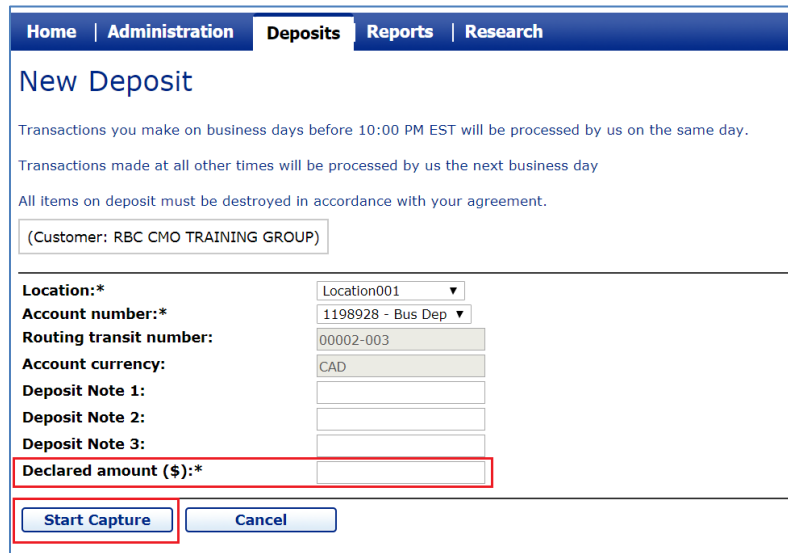 Home | Administration Deposits Reports | Research
New Deposit
Transactions you make on business days before 10:00 PM EST will be processed by us on the same day.
Transactions made at all other times will be processed by us the next business day
All items on deposit must be destroyed in accordance with your agreement.
(Customer: RBC CMO TRAINING GROUP)
Location:* Location001
Account number:* 1198928 - Bus Dep
Routing transit number: 00002-003
Account currency: CAD
Deposit Note 1:
Deposit Note 2:
Deposit Note 3:
Declared amount ($):*
Start Capture Cancel